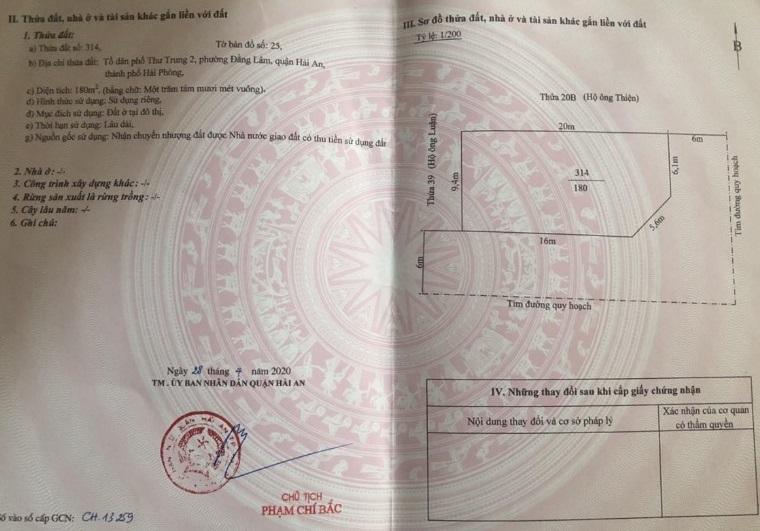 II. Thửa đất, nhà ở và tài sản khác gắn liền với đất
1. Thửa đất:
a) Thửa đất số: 314, Tờ bản đồ số: 25,
b) Địa chỉ thửa đất: Tổ dân phố Thư Trung 2, phường Đằng Lâm, quận Hải An,
thành phố Hải Phòng,
c) Diện tích: 180m², (bằng chữ: Một trăm tám mươi mét vuông),
d) Hình thức sử dụng: Sử dụng riêng,
đ) Mục đích sử dụng: Đất ở tại đô thị,
e) Thời hạn sử dụng: Lâu dài,
g) Nguồn gốc sử dụng: Nhận chuyển nhượng đất được Nhà nước giao đất có thu tiền sử dụng đất
2. Nhà ở: -/-
3. Công trình xây dựng khác: -/-
4. Rừng sản xuất là rừng trồng: -/-
5. Cây lâu năm: -/-
6. Ghi chú:
Ngày 28 tháng 4 năm 2020
TM. ỦY BAN NHÂN DÂN QUẬN HẢI AN
CHỦ TỊCH
PHẠM CHÍ BẮC
Số vào sổ cấp GCN: CH.13259
III. Sơ đồ thửa đất, nhà ở và tài sản khác gắn liền với đất
Tỷ lệ: 1/200
B
Thửa 20B (Hộ ông Thiện)
20m
6m
Thửa 39 (Hộ ông Luận)
9,4m
314
180
6,1m
5,6m
Tim đường quy hoạch
16m
6m
Tim đường quy hoạch
IV. Những thay đổi sau khi cấp giấy chứng nhận
Nội dung thay đổi và cơ sở pháp lý
Xác nhận của cơ quan
có thẩm quyền